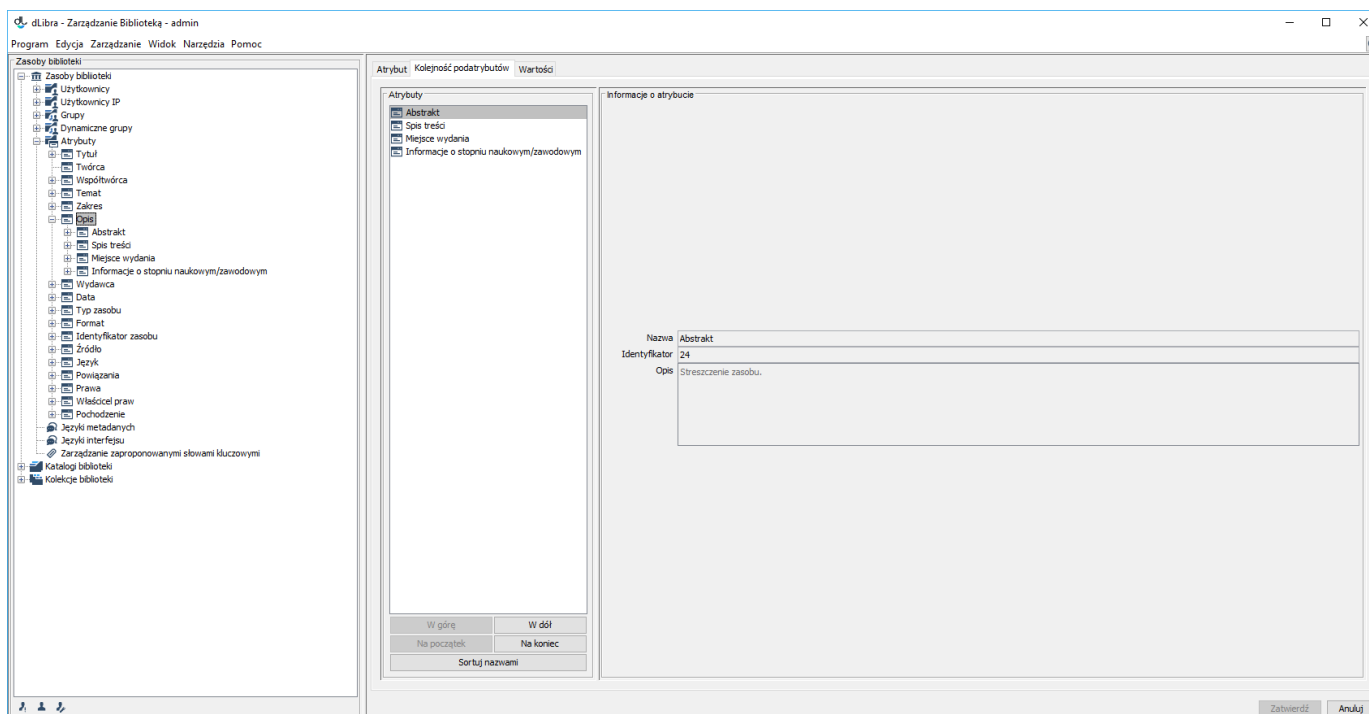 dLibra - Zarządzanie Biblioteką - admin
Program Edycja Zarządzanie Widok Narzędzia Pomoc
Zasoby biblioteki
Zasoby biblioteki
Użytkownicy
Użytkownicy IP
Grupy
Dynamiczne grupy
Atrybuty
Tytuł
Twórca
Współtwórca
Temat
Zakres
Opis
Abstrakt
Spis treści
Miejsce wydania
Informacje o stopniu naukowym/zawodowym
Wydawca
Data
Typ zasobu
Format
Identyfikator zasobu
Źródło
Język
Powiązania
Prawa
Właścicel praw
Pochodzenie
Języki metadanych
Języki interfejsu
Zarządzanie zaproponowanymi słowami kluczowymi
Katalogi biblioteki
Kolekcje biblioteki
Atrybut Kolejność podatrybutów Wartości
Atrybuty
Abstrakt
Spis treści
Miejsce wydania
Informacje o stopniu naukowym/zawodowym
W górę W dół
Na początek Na koniec
Sortuj nazwami
Informacje o atrybucie
Nazwa Abstrakt
Identyfikator 24
Opis Streszczenie zasobu.
Zatwierdź Anuluj